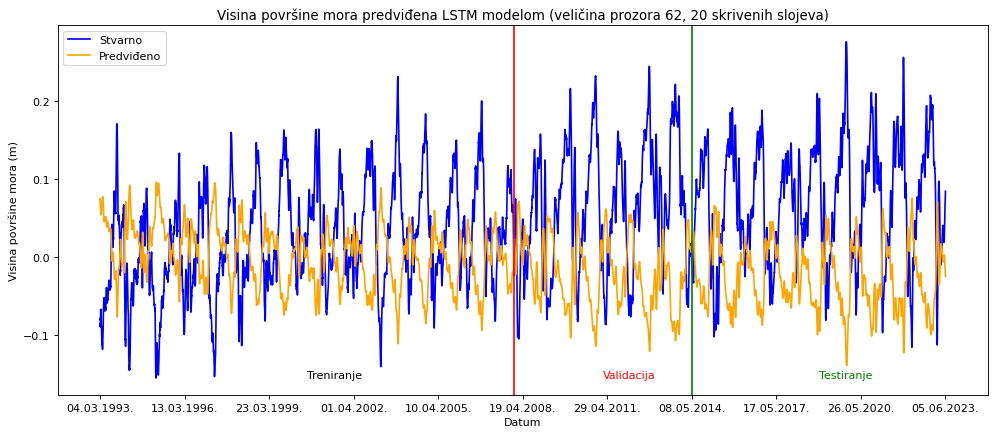 Visina površine mora predviđena LSTM modelom (veličina prozora 62, 20 skrivenih slojeva)
Stvarno
Predviđeno
Visina površine mora (m)
0.2
0.1
0.0
−0.1
Treniranje
Validacija
Testiranje
04.03.1993.
13.03.1996.
23.03.1999.
01.04.2002.
10.04.2005.
19.04.2008.
29.04.2011.
08.05.2014.
17.05.2017.
26.05.2020.
05.06.2023.
Datum